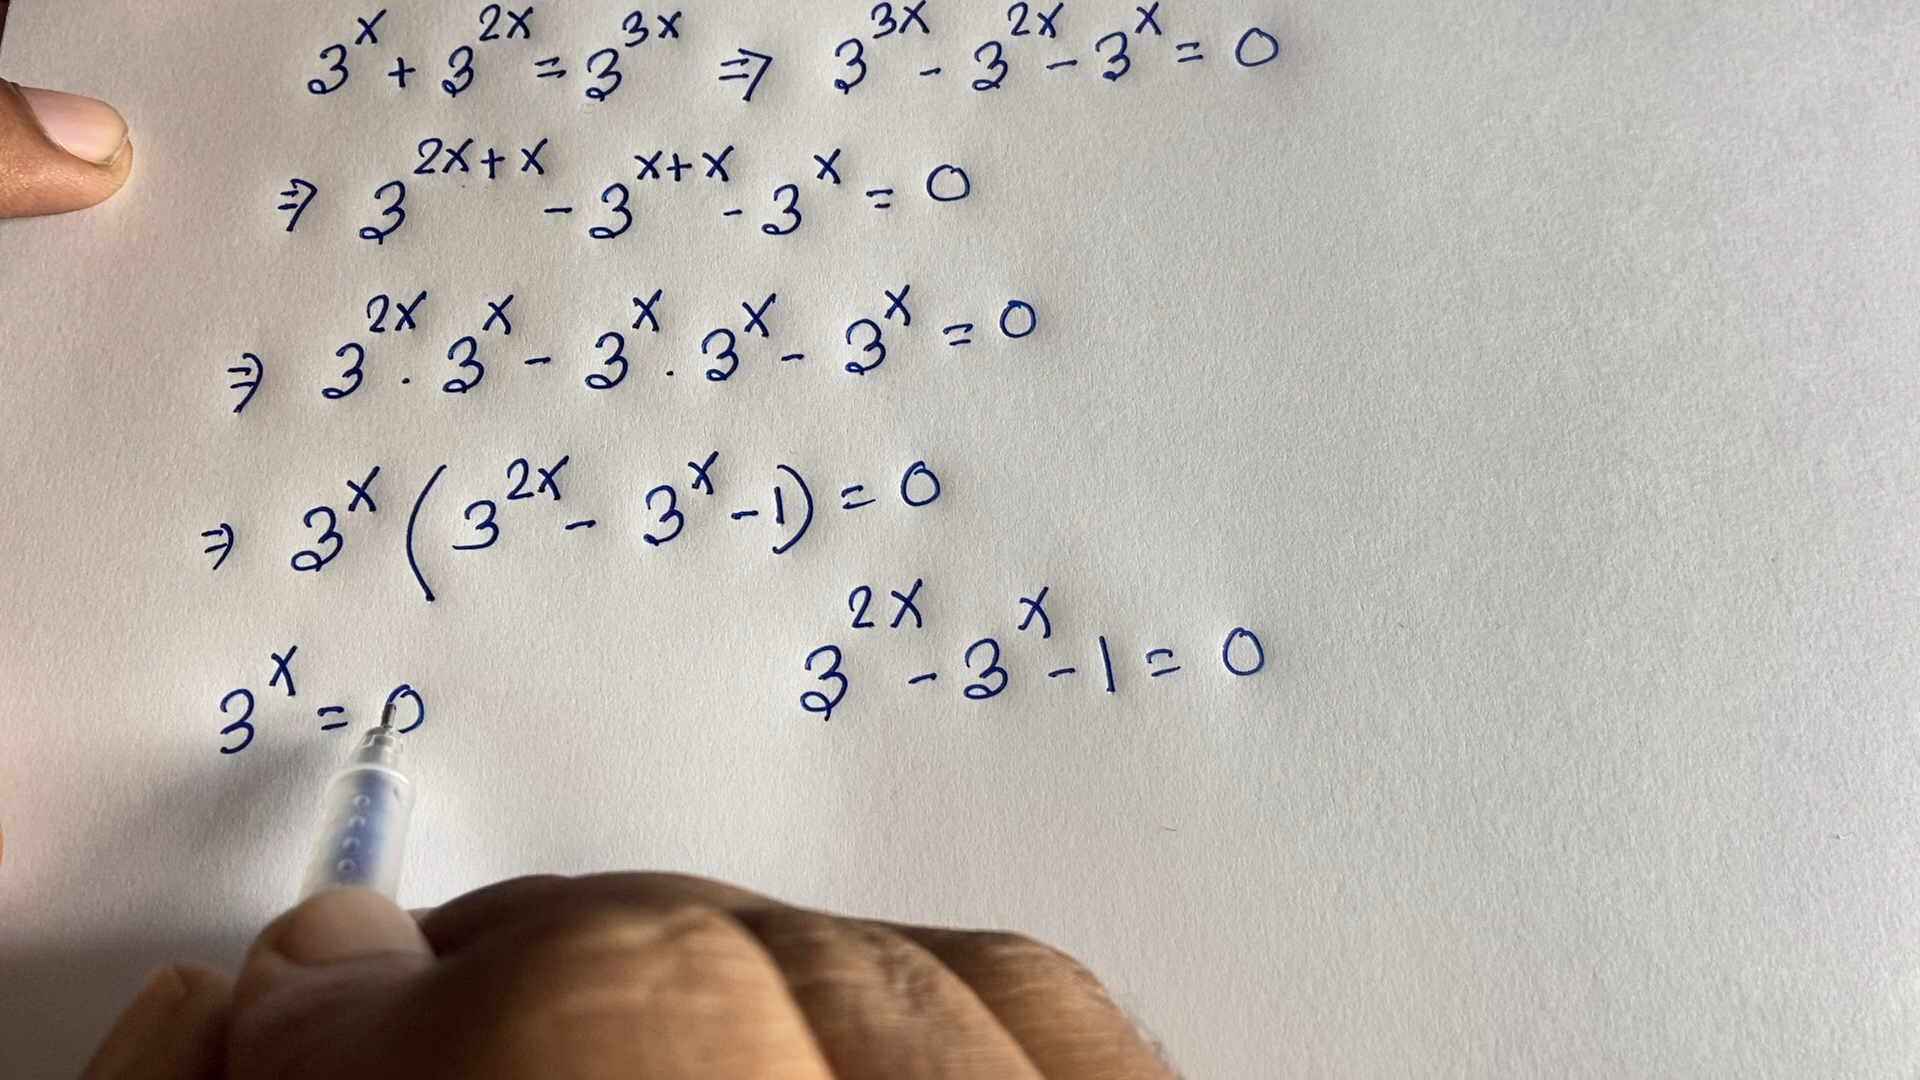 3^x + 3^2x = 3^3x ⇒ 3^3x - 3^2x - 3^x = 0
⇒ 3^2x+x - 3^x+x - 3^x = 0
⇒ 3^2x . 3^x - 3^x . 3^x - 3^x = 0
⇒ 3^x (3^2x - 3^x - 1) = 0
3^x = 0    3^2x - 3^x - 1 = 0